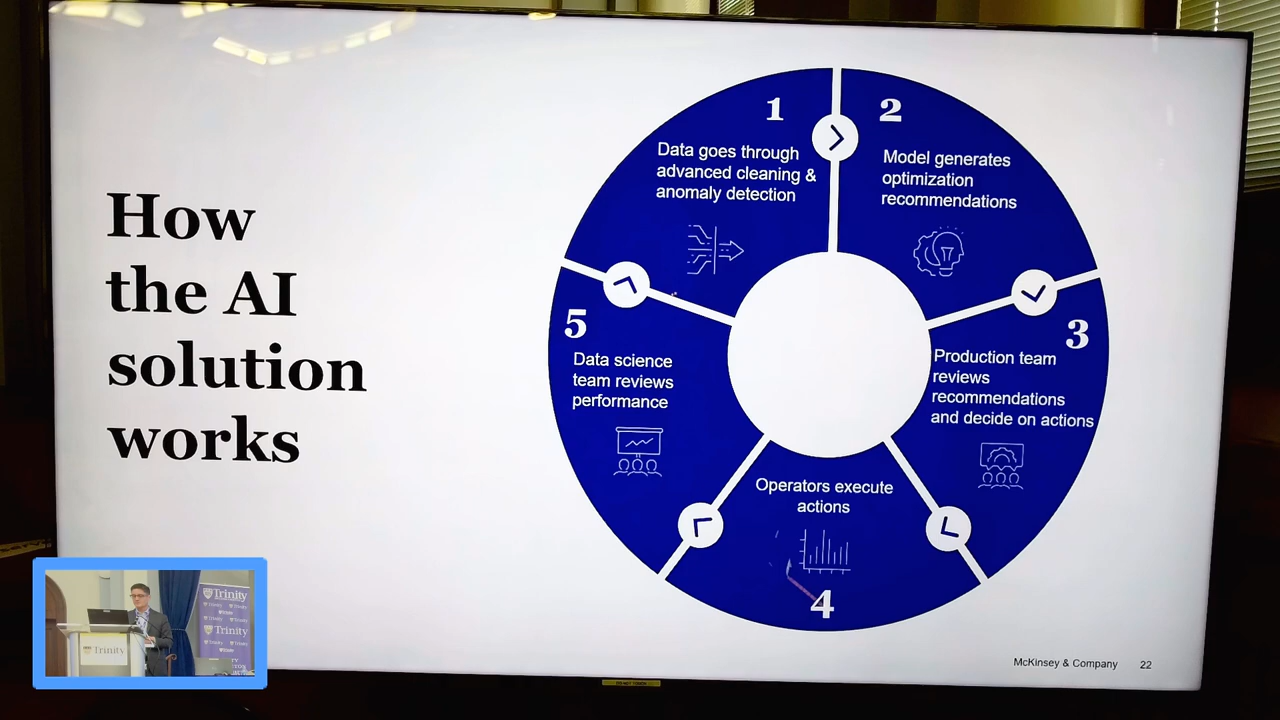 How
the AI
solution
works
1
Data goes through
advanced cleaning &
anomaly detection
2
Model generates
optimization
recommendations
3
Production team
reviews
recommendations
and decide on actions
Operators execute
actions
4
5
Data science
team reviews
performance
McKinsey & Company 22
Trinity
Trinity
Trinity